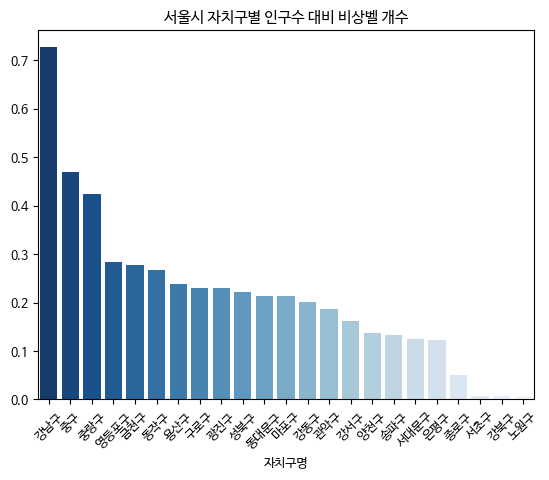 서울시 자치구별 인구수 대비 비상벨 개수
0.7
0.6
0.5
0.4
0.3
0.2
0.1
0.0
강남구 중구 중랑구 영등포구 금천구 동작구 용산구 구로구 광진구 성북구 동대문구 마포구 강동구 관악구 강서구 양천구 송파구 서대문구 은평구 종로구 서초구 강북구 노원구
자치구명